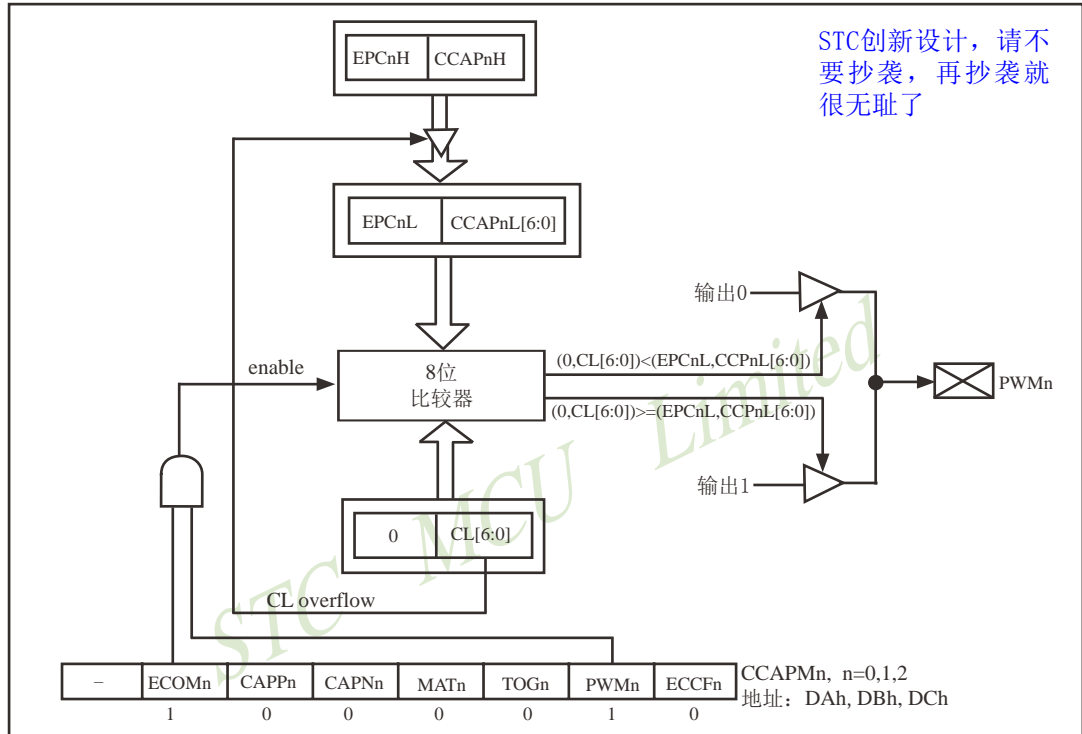 EPCnH CCAPnH
STC创新设计，请不
要抄袭，再抄袭就
很无耻了
EPCnL CCAPnL[6:0]
输出0
(0,CL[6:0])<(EPCnL,CCPnL[6:0])
enable
8位
比较器
PWMn
(0,CL[6:0])>=(EPCnL,CCPnL[6:0])
输出1
0 CL[6:0]
CL overflow
STC MCU Limited
– ECOMn CAPPn CAPNn MATn TOGn PWMn ECCFn
CCAPMn, n=0,1,2
地址：DAh, DBh, DCh
1 0 0 0 0 1 0